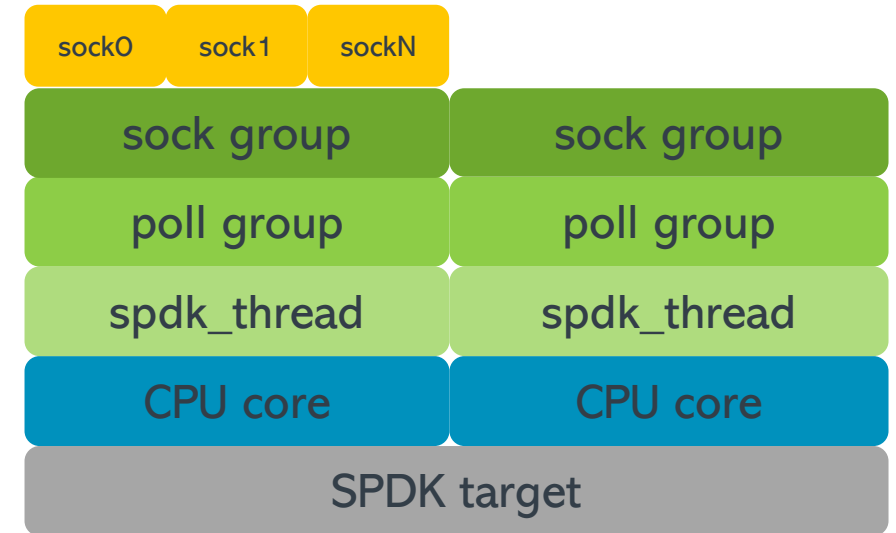 sock0 sock1 sockN
sock group sock group
poll group poll group
spdk_thread spdk_thread
CPU core CPU core
SPDK target